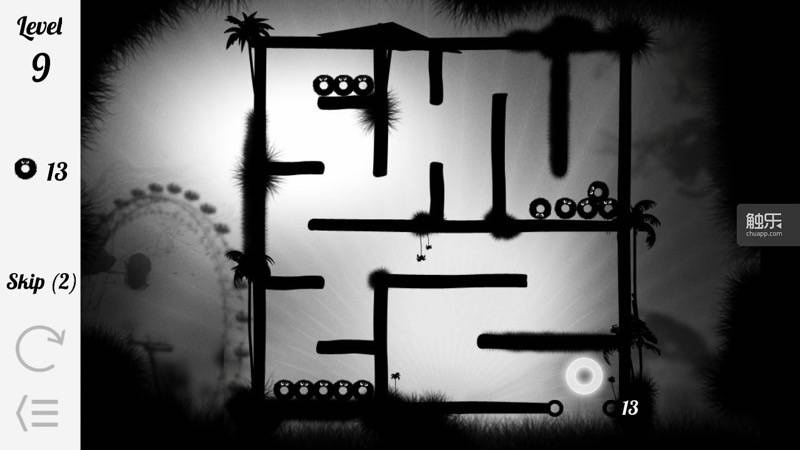 Level
9
13
Skip (2)
触乐
chuapp.com
13